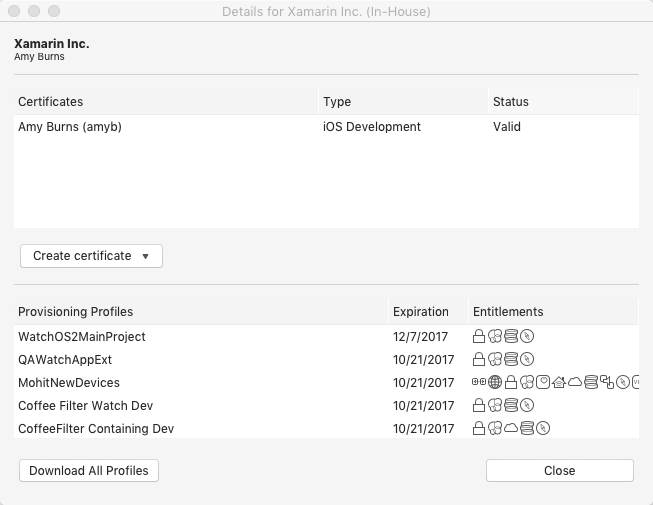 Details for Xamarin Inc. (In-House)
Xamarin Inc.
Amy Burns
Certificates Type Status
Amy Burns (amyb) iOS Development Valid
Create certificate
Provisioning Profiles Expiration Entitlements
WatchOS2MainProject 12/7/2017
QAWatchAppExt 10/21/2017
MohitNewDevices 10/21/2017
Coffee Filter Watch Dev 10/21/2017
CoffeeFilter Containing Dev 10/21/2017
Download All Profiles Close